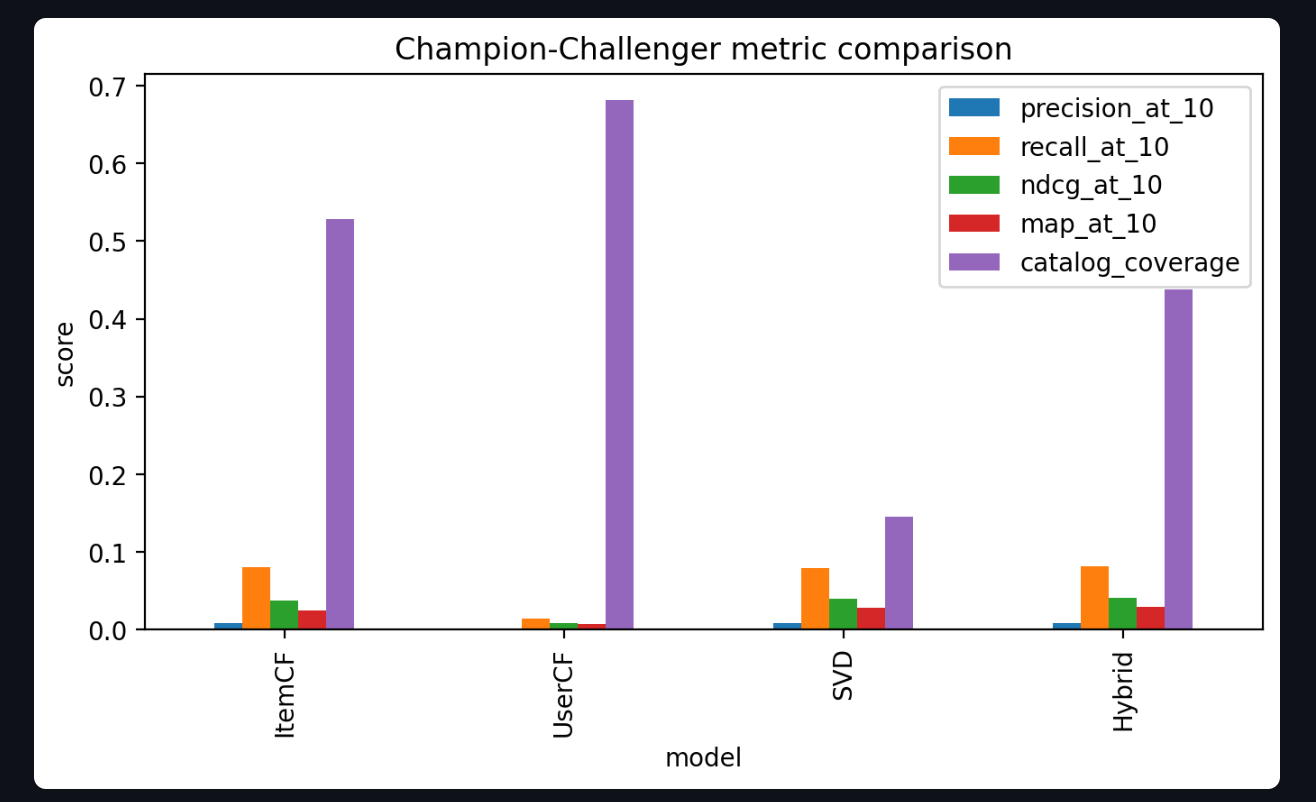 Champion-Challenger metric comparison
0.7
0.6
0.5
0.4
0.3
0.2
0.1
0.0
score
precision_at_10
recall_at_10
ndcg_at_10
map_at_10
catalog_coverage
ItemCF
UserCF
SVD
Hybrid
model